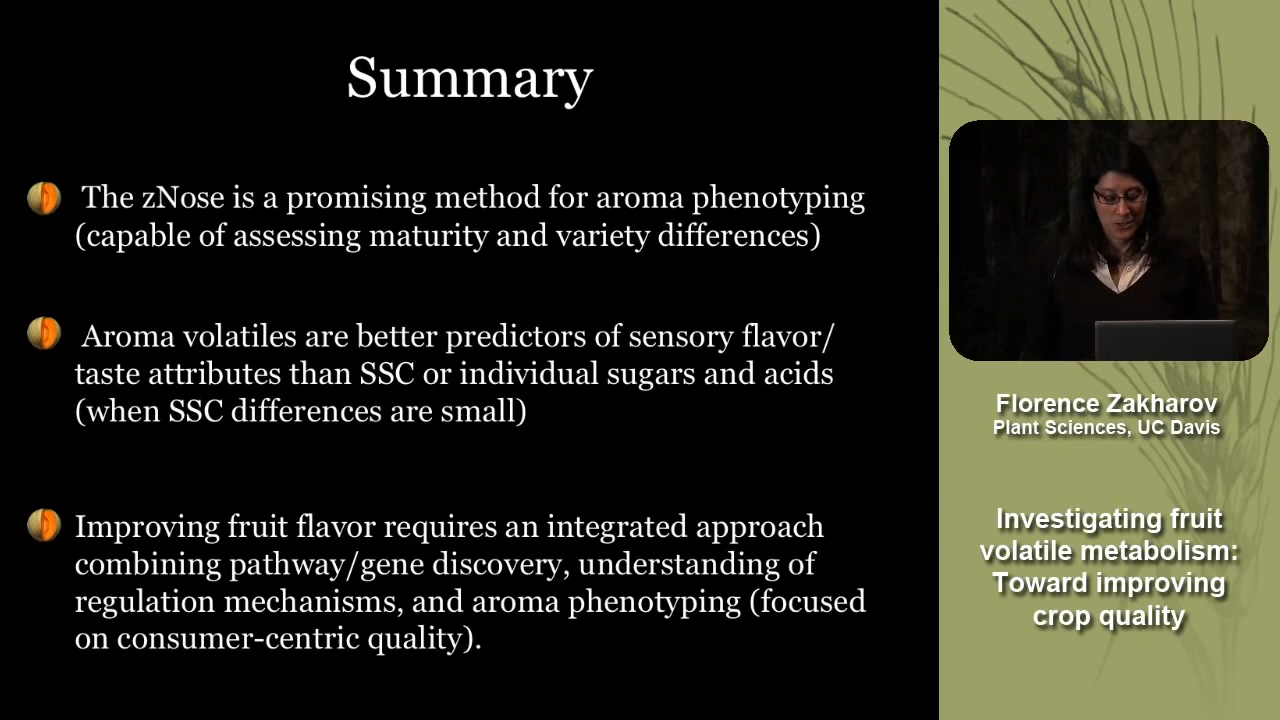 Summary
The zNose is a promising method for aroma phenotyping
(capable of assessing maturity and variety differences)
Aroma volatiles are better predictors of sensory flavor/
taste attributes than SSC or individual sugars and acids
(when SSC differences are small)
Improving fruit flavor requires an integrated approach
combining pathway/gene discovery, understanding of
regulation mechanisms, and aroma phenotyping (focused
on consumer-centric quality).
Florence Zakharov
Plant Sciences, UC Davis
Investigating fruit
volatile metabolism:
Toward improving
crop quality